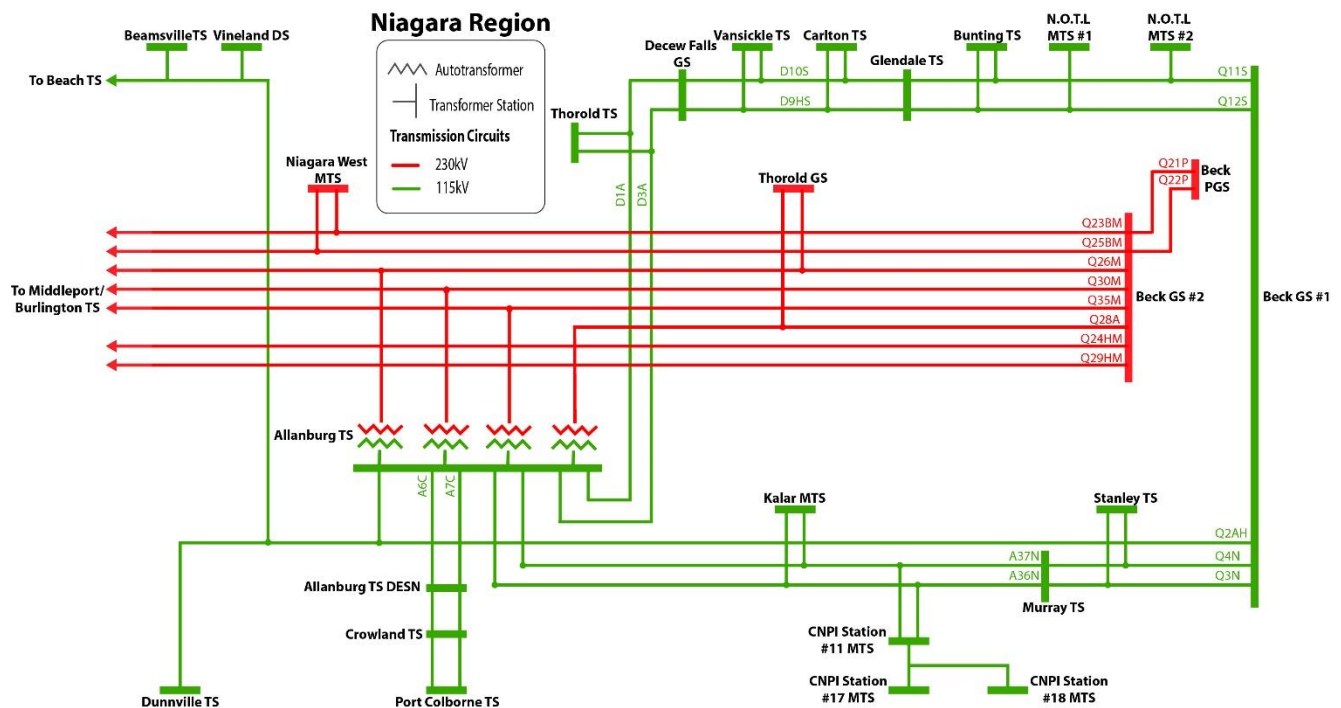 Niagara Region
Autotransformer
Transformer Station
Transmission Circuits
230kV
115kV
BeamsvilleTS
Vineland DS
To Beach TS
Decew Falls
GS
Vansickle TS
Carlton TS
Glendale TS
Bunting TS
N.O.T.L
MTS #1
N.O.T.L
MTS #2
D10S
Q11S
D9HS
Q12S
Thorold TS
D1A
D3A
Niagara West
MTS
Thorold GS
Q21P
Q22P
Beck
PGS
Q23BM
Q25BM
Q26M
Q30M
Q35M
Q28A
Q24HM
Q29HM
To Middleport/
Burlington TS
Beck GS #2
Beck GS #1
Allanburg TS
A6C
A7C
Kalar MTS
Stanley TS
Q2AH
A37N
Q4N
A36N
Q3N
Murray TS
Allanburg TS DESN
Crowland TS
CNPI Station
#11 MTS
Dunnville TS
Port Colborne TS
CNPI Station
#17 MTS
CNPI Station
#18 MTS